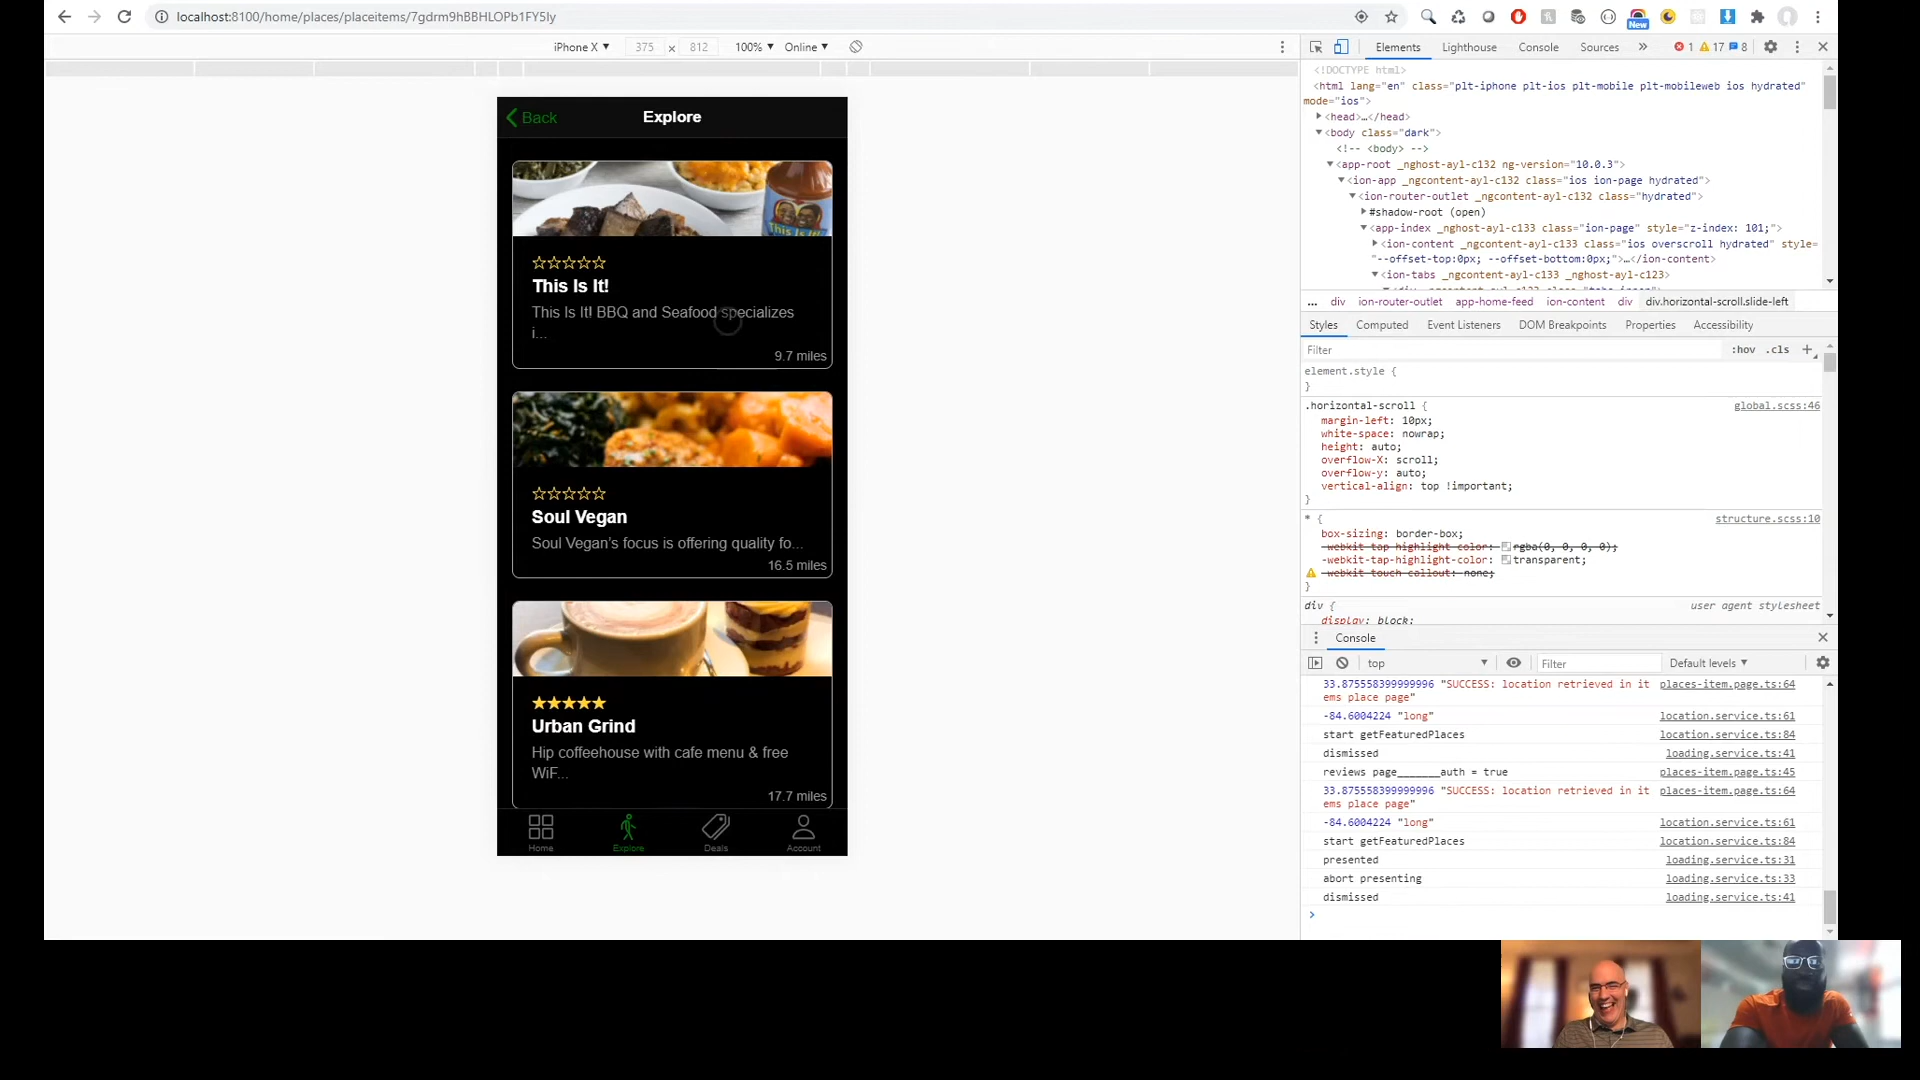 localhost:8100/home/places/placeitems/7gdrm9hBBHLOPb1FY5ly
New
iPhone X ▼ 375 x 812 100% ▼ Online ▼
Elements Lighthouse Console Sources » 1 17 8
Back Explore
This Is It!
This Is It!
This Is It! BBQ and Seafood specializes
i...
9.7 miles
Soul Vegan
Soul Vegan's focus is offering quality fo...
16.5 miles
Urban Grind
Hip coffeehouse with cafe menu & free
WiF...
17.7 miles
Home Explore Deals Account
<!DOCTYPE html>
<html lang="en" class="plt-iphone plt-ios plt-mobile plt-mobileweb ios hydrated"
mode="ios">
<head>…</head>
<body class="dark">
<!-- <body> -->
<app-root _nghost-ayl-c132 ng-version="10.0.3">
<ion-app _ngcontent-ayl-c132 class="ios ion-page hydrated">
<ion-router-outlet _ngcontent-ayl-c132 class="hydrated">
#shadow-root (open)
<app-index _nghost-ayl-c133 class="ion-page" style="z-index: 101;">
<ion-content _ngcontent-ayl-c133 class="ios overscroll hydrated" style=
"--offset-top:0px; --offset-bottom:0px;">…</ion-content>
<ion-tabs _ngcontent-ayl-c133 _nghost-ayl-c123>
... div ion-router-outlet app-home-feed ion-content div div.horizontal-scroll.slide-left
Styles Computed Event Listeners DOM Breakpoints Properties Accessibility
Filter :hov .cls +
element.style {
}
.horizontal-scroll { global.scss:46
margin-left: 10px;
white-space: nowrap;
height: auto;
overflow-X: scroll;
overflow-y: auto;
vertical-align: top !important;
}
* { structure.scss:10
box-sizing: border-box;
-webkit-tap-highlight-color: rgba(0, 0, 0, 0);
-webkit-tap-highlight-color: transparent;
-webkit-touch-callout: none;
}
div { user agent stylesheet
display: block;
Console
top ▼ Filter Default levels ▼
33.875558399999996 "SUCCESS: location retrieved in it places-item.page.ts:64
ems place page"
-84.6004224 "long" location.service.ts:61
start getFeaturedPlaces location.service.ts:84
dismissed loading.service.ts:41
reviews page_______auth = true places-item.page.ts:45
33.875558399999996 "SUCCESS: location retrieved in it places-item.page.ts:64
ems place page"
-84.6004224 "long" location.service.ts:61
start getFeaturedPlaces location.service.ts:84
presented loading.service.ts:31
abort presenting loading.service.ts:33
dismissed loading.service.ts:41
>